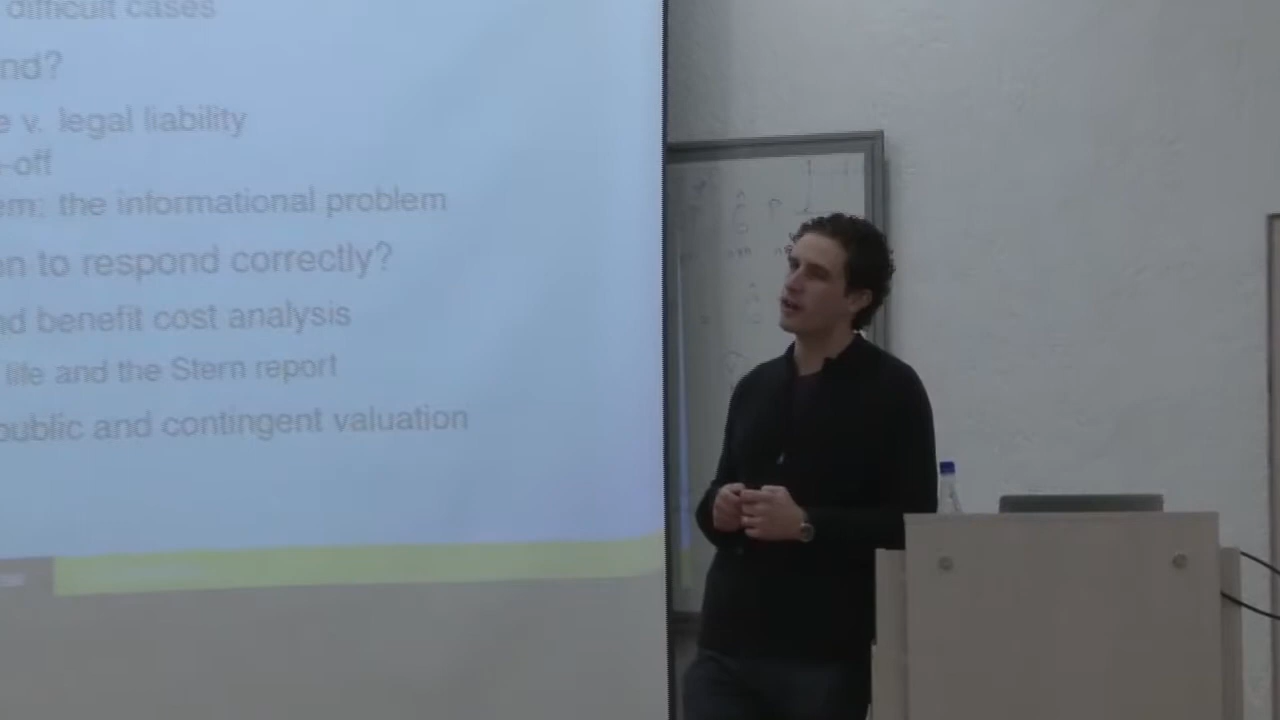 difficult cases
nd?
e v. legal liability
-off
em: the informational problem
on to respond correctly?
nd benefit cost analysis
life and the Stern report
public and contingent valuation